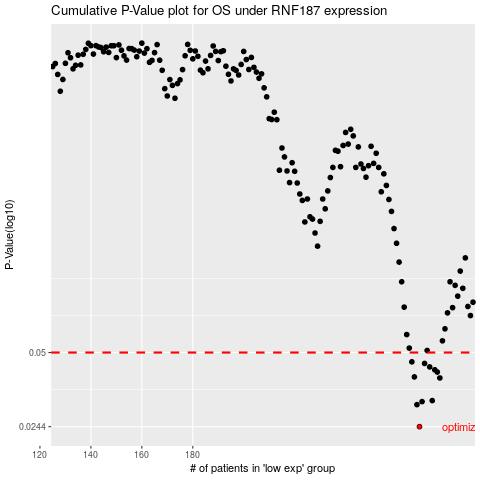 Cumulative P-Value plot for OS under RNF187 expression
P-Value(log10)
0.05
0.0244
optimiz
120 140 160 180
# of patients in 'low exp' group